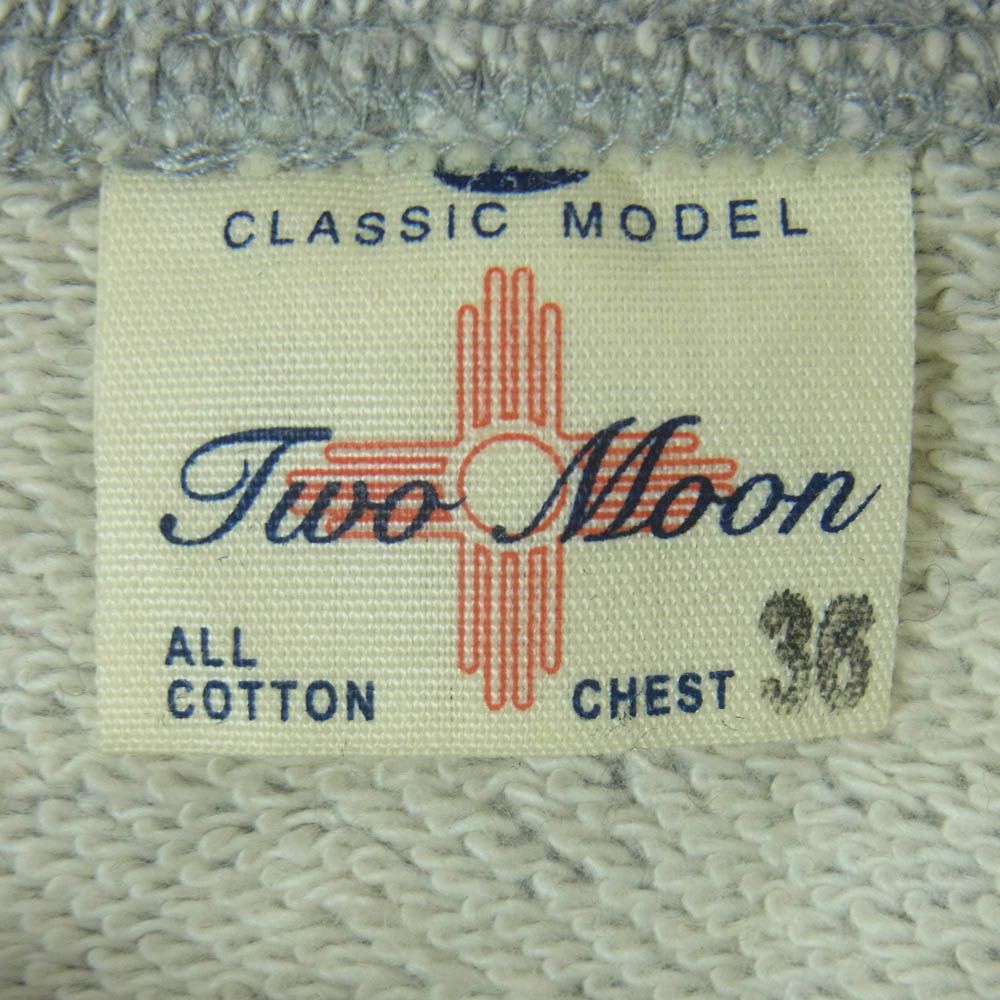 CLASSIC MODEL
Two Moon
ALL
COTTON
CHEST 36